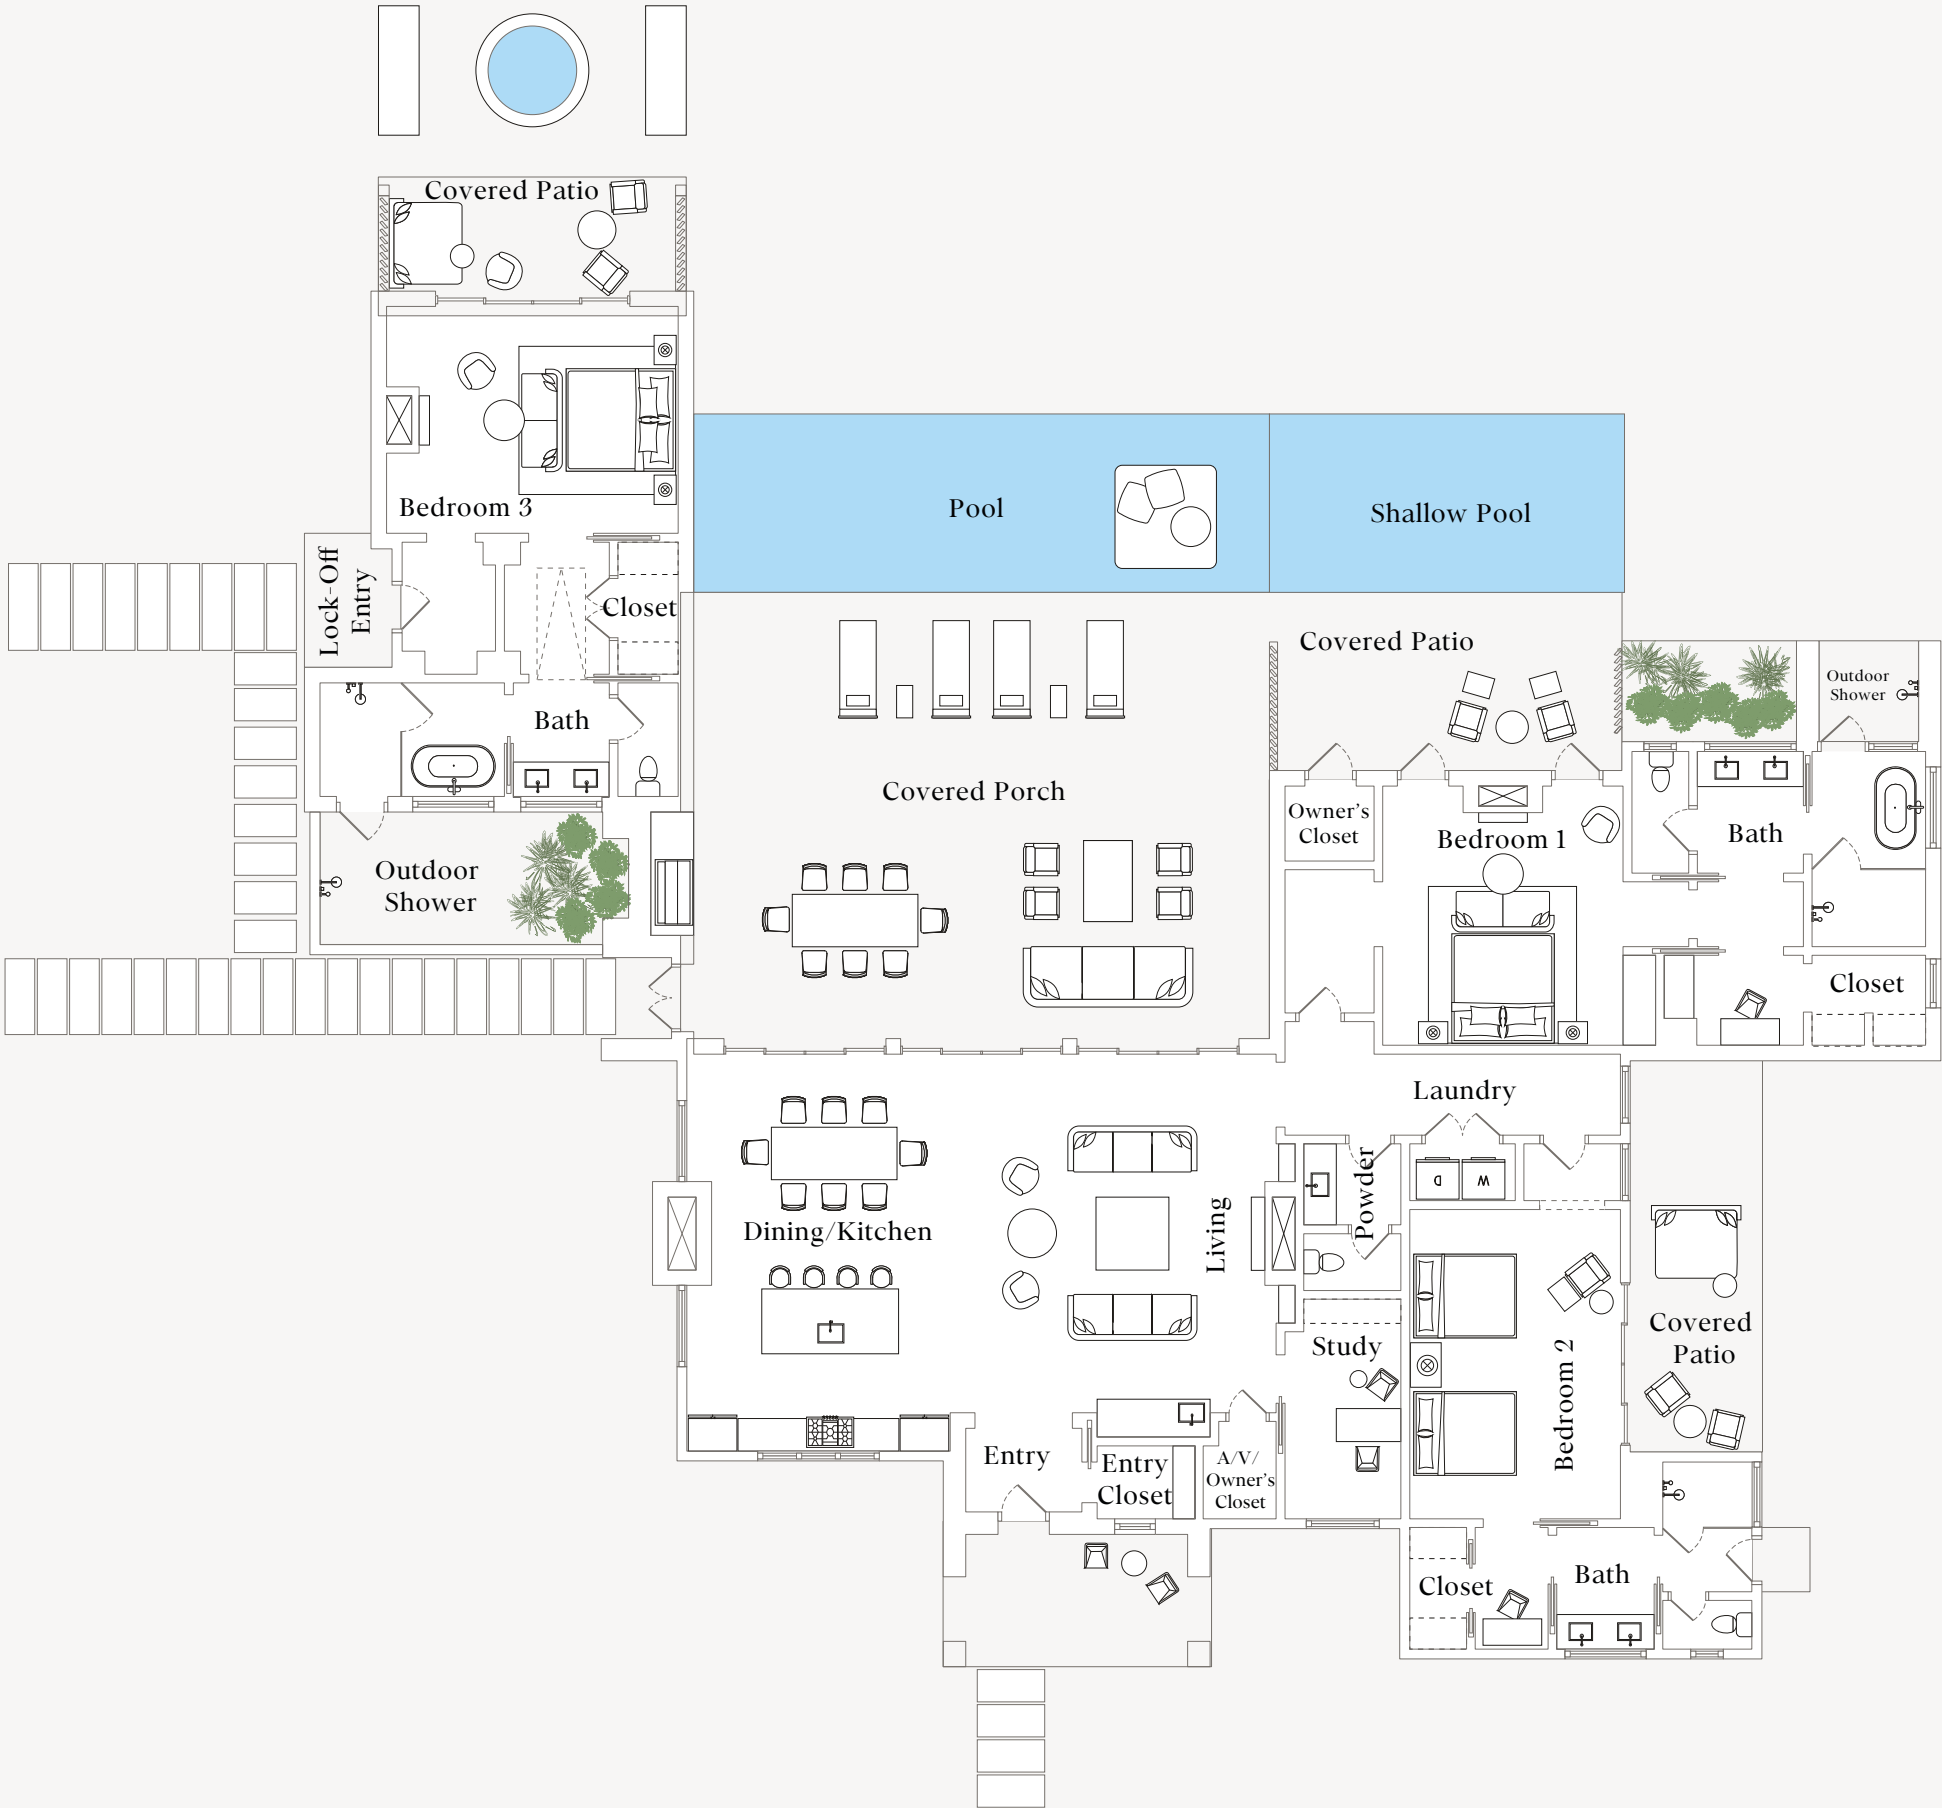 Covered Patio
Bedroom 3
Lock-Off
Entry
Closet
Bath
Outdoor
Shower
Pool
Shallow Pool
Covered Patio
Outdoor
Shower
Covered Porch
Owner's
Closet
Bedroom 1
Bath
Closet
Laundry
D
W
Powder
Living
Dining/Kitchen
Study
Bedroom 2
Covered
Patio
Entry
Entry
Closet
A/V/
Owner's
Closet
Closet
Bath